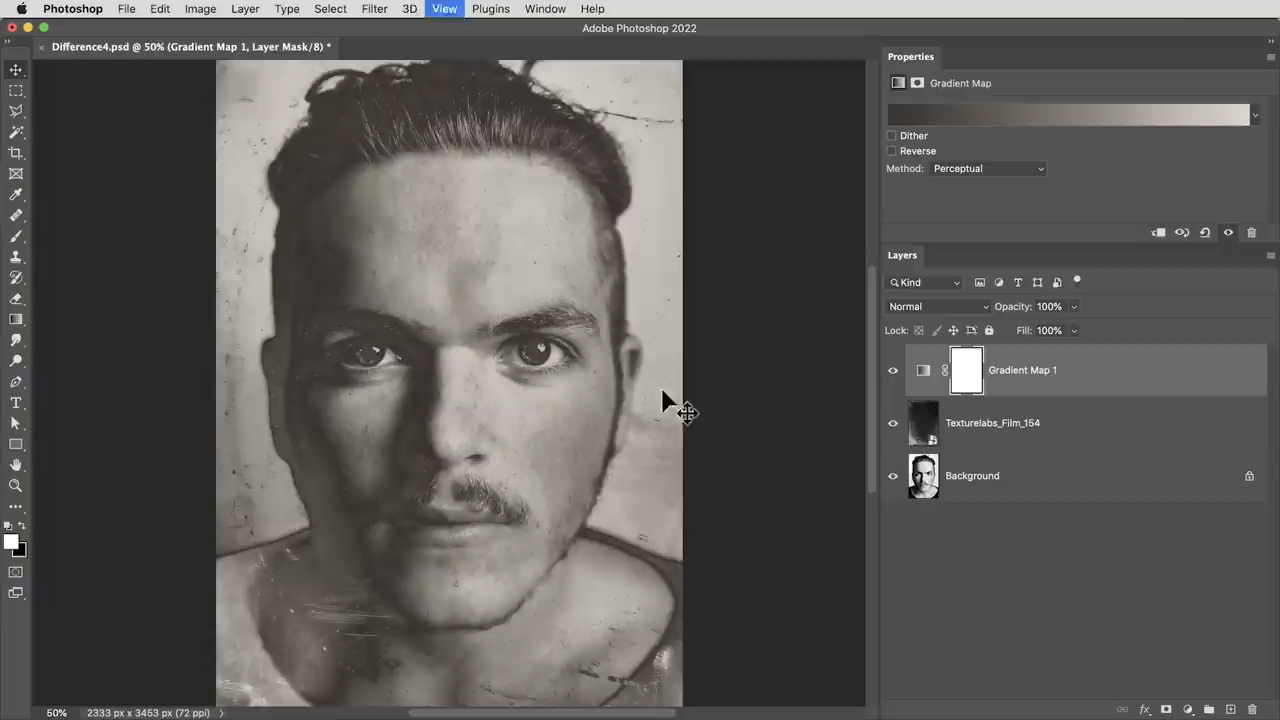 Photoshop File Edit Image Layer Type Select Filter 3D View Plugins Window Help
Adobe Photoshop 2022
Difference4.psd @ 50% (Gradient Map 1, Layer Mask/8) *
Properties
Gradient Map
Dither
Reverse
Method: Perceptual
Layers
Kind
Normal Opacity: 100%
Lock: Fill: 100%
Gradient Map 1
Texturelabs_Film_154
Background
50% 2333 px x 3453 px (72 ppi)